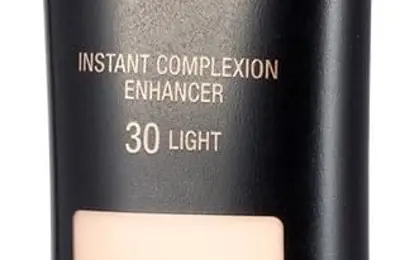 INSTANT COMPLEXION
ENHANCER
30 LIGHT